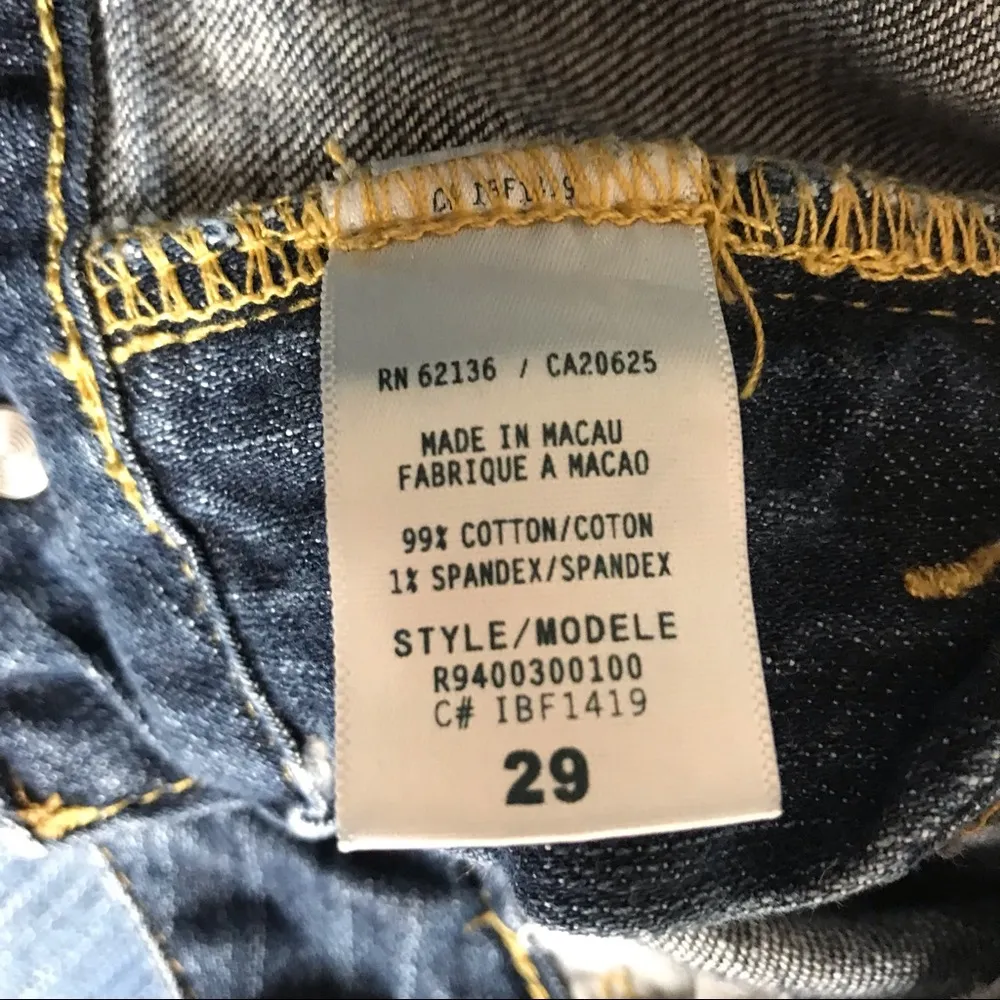 RN 62136 / CA20625
MADE IN MACAU
FABRIQUE A MACAO
99% COTTON/COTON
1% SPANDEX/SPANDEX
STYLE/MODELE
R9400300100
C# IBF1419
29